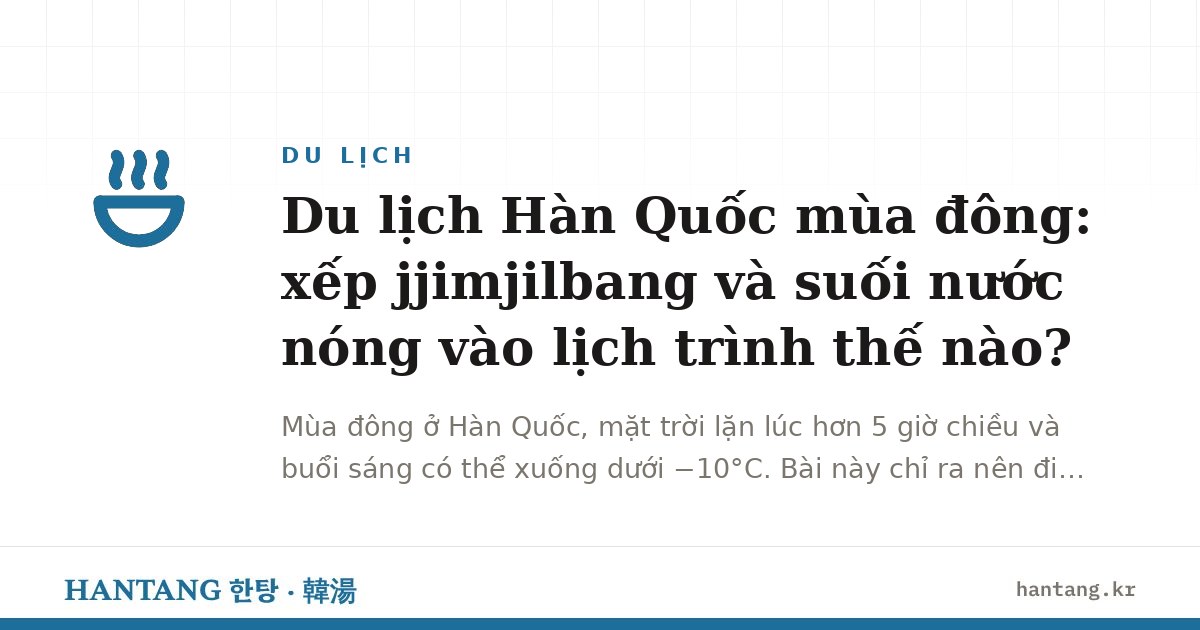 DU LỊCH
Du lịch Hàn Quốc mùa đông:
xếp jjimjilbang và suối nước
nóng vào lịch trình thế nào?
Mùa đông ở Hàn Quốc, mặt trời lặn lúc hơn 5 giờ chiều và
buổi sáng có thể xuống dưới −10°C. Bài này chỉ ra nên đi…
HANTANG 한탕 · 韓湯
hantang.kr